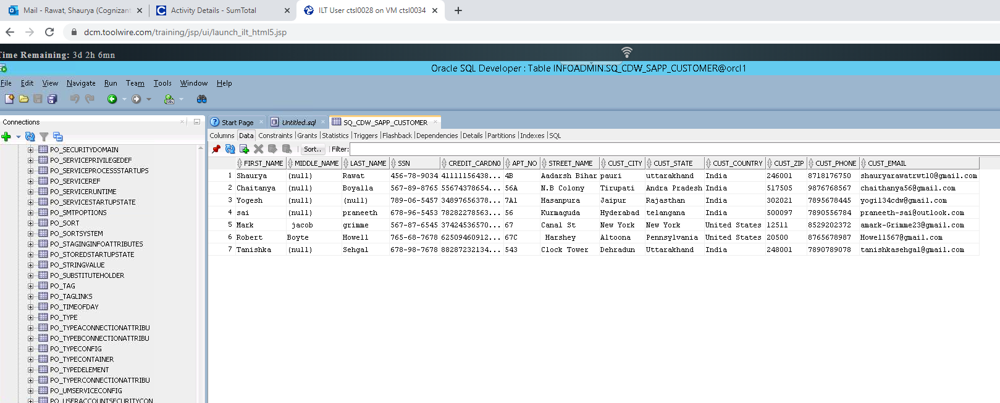 Mail - Rawat, Shaurya (Cognizant
Activity Details - SumTotal
ILT User ctsl0028 on VM ctsl0034
dcm.toolwire.com/training/jsp/ui/launch_ilt_html5.jsp
Time Remaining: 3d 2h 6mn
Oracle SQL Developer : Table INFOADMIN.SQ_CDW_SAPP_CUSTOMER@orcl1
File Edit View Navigate Run Team Tools Window Help
Connections
Start Page Untitled.sql SQ_CDW_SAPP_CUSTOMER
Columns Data Constraints Grants Statistics Triggers Flashback Dependencies Details Partitions Indexes SQL
Sort.. Filter:
FIRST_NAME MIDDLE_NAME LAST_NAME SSN CREDIT_CARDNO APT_NO STREET_NAME CUST_CITY CUST_STATE CUST_COUNTRY CUST_ZIP CUST_PHONE CUST_EMAIL
1 Shaurya (null) Rawat 456-78-9034 41111156438... 4B Aadarsh Bihar pauri uttarakhand India 246001 8718176750 shauryarawatrwt10@gmail.com
2 Chaitanya (null) Boyalla 567-89-8765 55674378654... 56A N.B Colony Tirupati Andra Pradesh India 517505 9876768567 chaithanya56@gmail.com
3 Yogesh (null) (null) 789-06-5457 34897656378... 7A1 Hasanpura Jaipur Rajasthan India 302021 7895678445 yogi134cdw@gmail.com
4 sai (null) praneeth 678-96-5453 78282278563... 56 Kurmaguda Hyderabad telangana India 500097 7890556784 praneeth-sai@outlook.com
5 Mark jacob grimme 567-87-6545 37424536570... 67 Canal St New York New York United States 12511 8529202372 amark-Grimme23@gmail.com
6 Robert Boyte Howell 765-68-7678 62509460912... 67C Harshey Altoona Pennsylvania United States 20500 8765678987 Howell567@gmail.com
7 Tanishka (null) Sehgal 678-98-7678 88287232134... 543 Clock Tower Dehradun Uttarakhand India 248001 7890789078 tanishkasehgal@gmail.com
PO_SECURITYDOMAIN
PO_SERVICEPRIVILEGEDEF
PO_SERVICEPROCESSSTARTUPS
PO_SERVICEREF
PO_SERVICERUNTIME
PO_SERVICESTARTUPSTATE
PO_SMTPOPTIONS
PO_SORT
PO_SORTSYSTEM
PO_STAGINGINFOATTRIBUTES
PO_STOREDSTARTUPSTATE
PO_STRINGVALUE
PO_SUBSTITUTEHOLDER
PO_TAG
PO_TAGLINKS
PO_TIMEOFDAY
PO_TYPE
PO_TYPEACONNECTIONATTRIBU
PO_TYPEBCONNECTIONATTRIBU
PO_TYPECONFIG
PO_TYPECONTAINER
PO_TYPEDELEMENT
PO_TYPERCONNECTIONATTRIBU
PO_UMSERVICECONFIG
PO_USERACCOUNTSECURITYCON